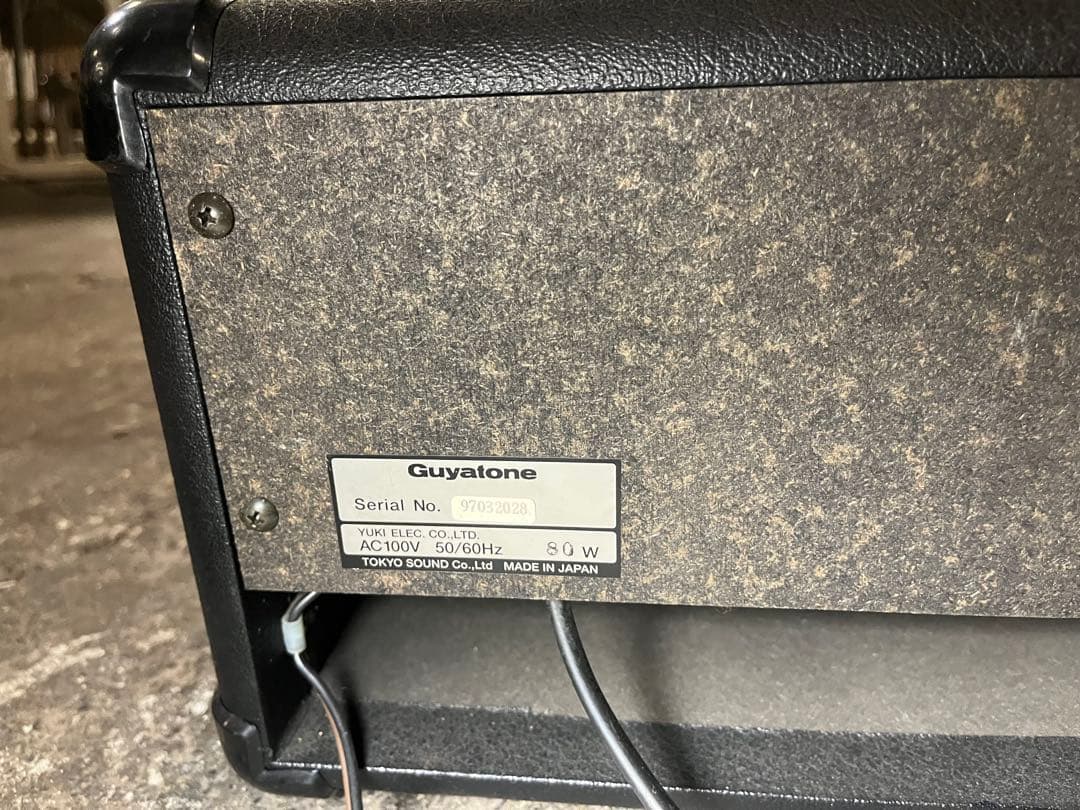 Guyatone
Serial No. 97032028
YUKI ELEC. CO.,LTD.
AC100V 50/60Hz 80 W
TOKYO SOUND Co.,Ltd MADE IN JAPAN